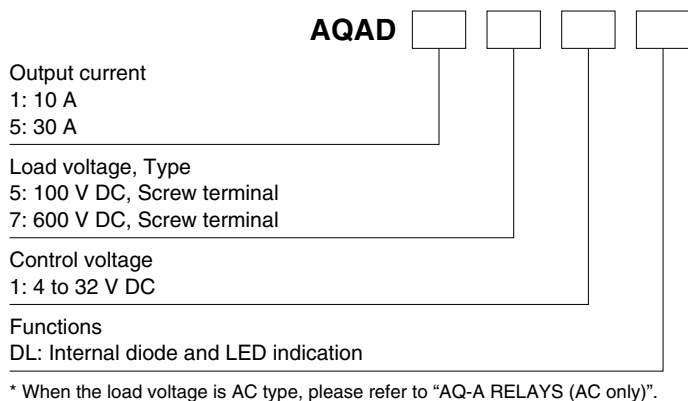 AQAD
Output current
1: 10 A
5: 30 A
Load voltage, Type
5: 100 V DC, Screw terminal
7: 600 V DC, Screw terminal
Control voltage
1: 4 to 32 V DC
Functions
DL: Internal diode and LED indication
* When the load voltage is AC type, please refer to “AQ-A RELAYS (AC only)”.